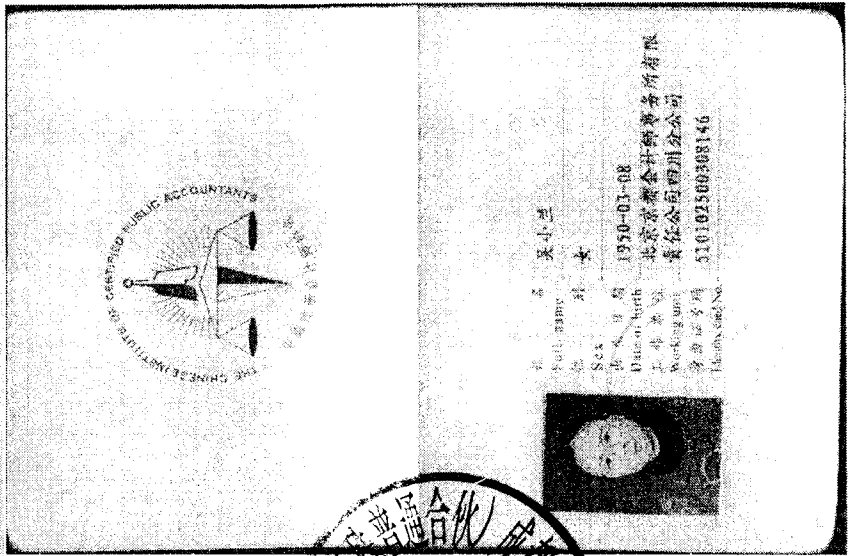 THE CHINESE INSTITUTE OF CERTIFIED PUBLIC ACCOUNTANTS
姓 名
Full name
性 别 女
Sex
出 生 日 期 1950-03-08
Date of birth
工 作 单 位 北京京都会计师事务所有限
责任公司四川分公司
Working unit
身份证号码 510102500308146
Identity card No.
普通合伙